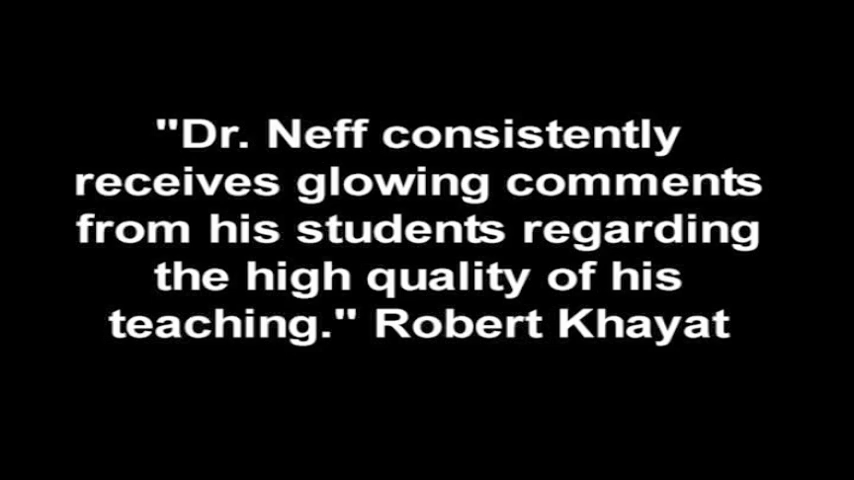 "Dr. Neff consistently
receives glowing comments
from his students regarding
the high quality of his
teaching." Robert Khayat